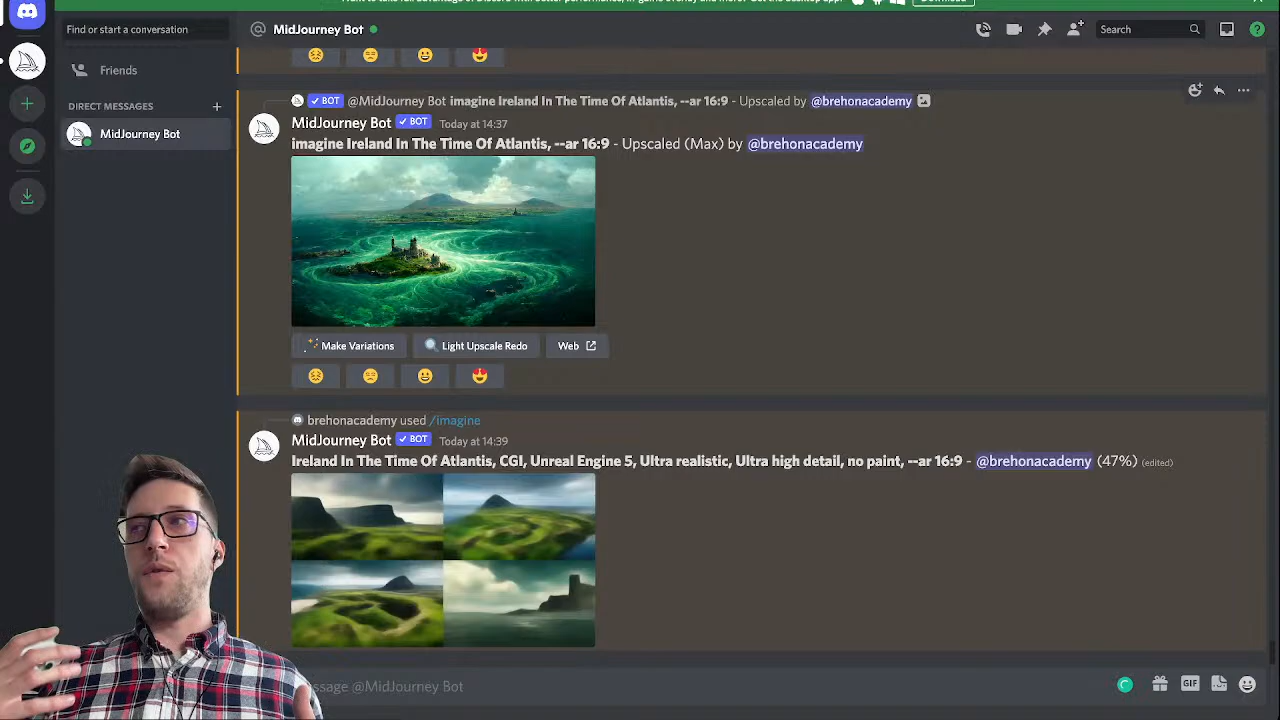 Find or start a conversation
MidJourney Bot
Search
Friends
DIRECT MESSAGES
MidJourney Bot
BOT @MidJourney Bot imagine Ireland In The Time Of Atlantis, --ar 16:9 - Upscaled by @brehonacademy
MidJourney Bot BOT Today at 14:37
imagine Ireland In The Time Of Atlantis, --ar 16:9 - Upscaled (Max) by @brehonacademy
Make Variations Light Upscale Redo Web
brehonacademy used /imagine
MidJourney Bot BOT Today at 14:39
Ireland In The Time Of Atlantis, CGI, Unreal Engine 5, Ultra realistic, Ultra high detail, no paint, --ar 16:9 - @brehonacademy (47%) (edited)
@MidJourney Bot
GIF